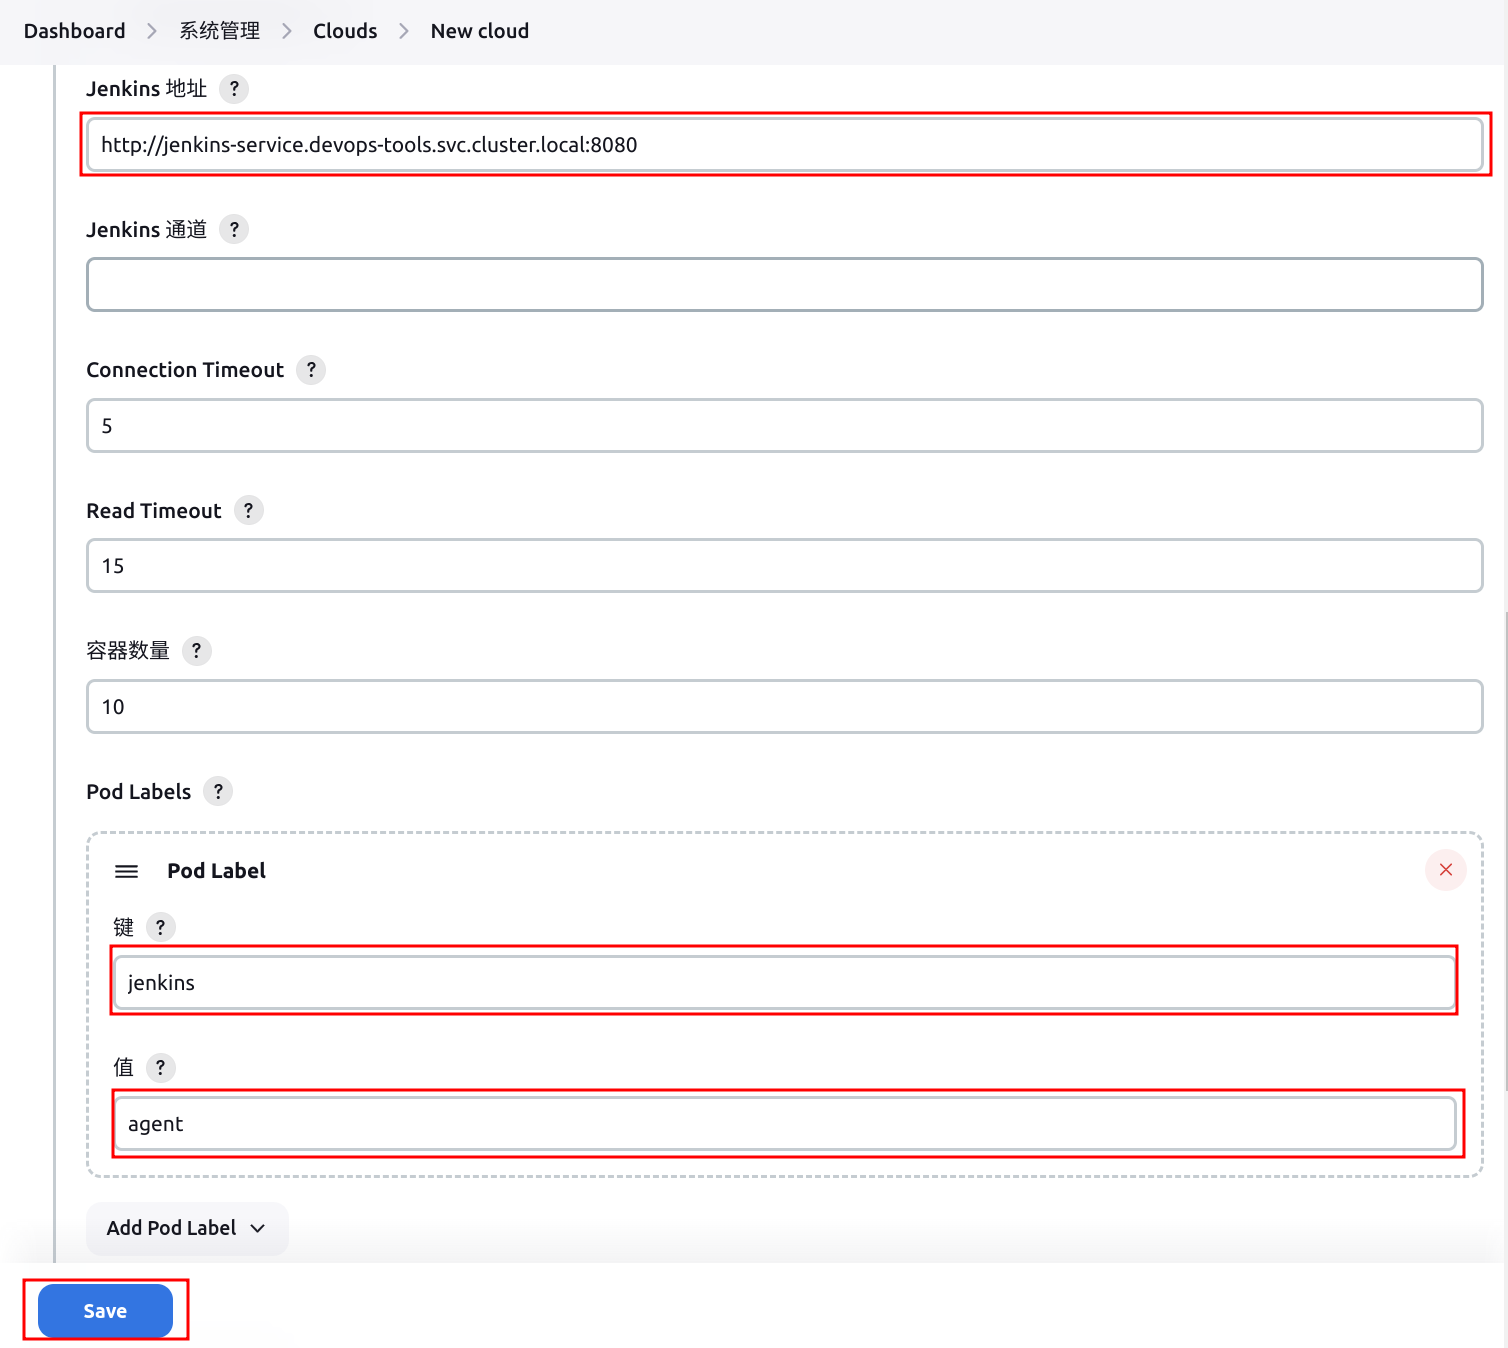 Dashboard > 系统管理 > Clouds > New cloud
Jenkins 地址 ?
http://jenkins-service.devops-tools.svc.cluster.local:8080
Jenkins 通道 ?
Connection Timeout ?
5
Read Timeout ?
15
容器数量 ?
10
Pod Labels ?
Pod Label
键 ?
jenkins
值 ?
agent
Add Pod Label
Save